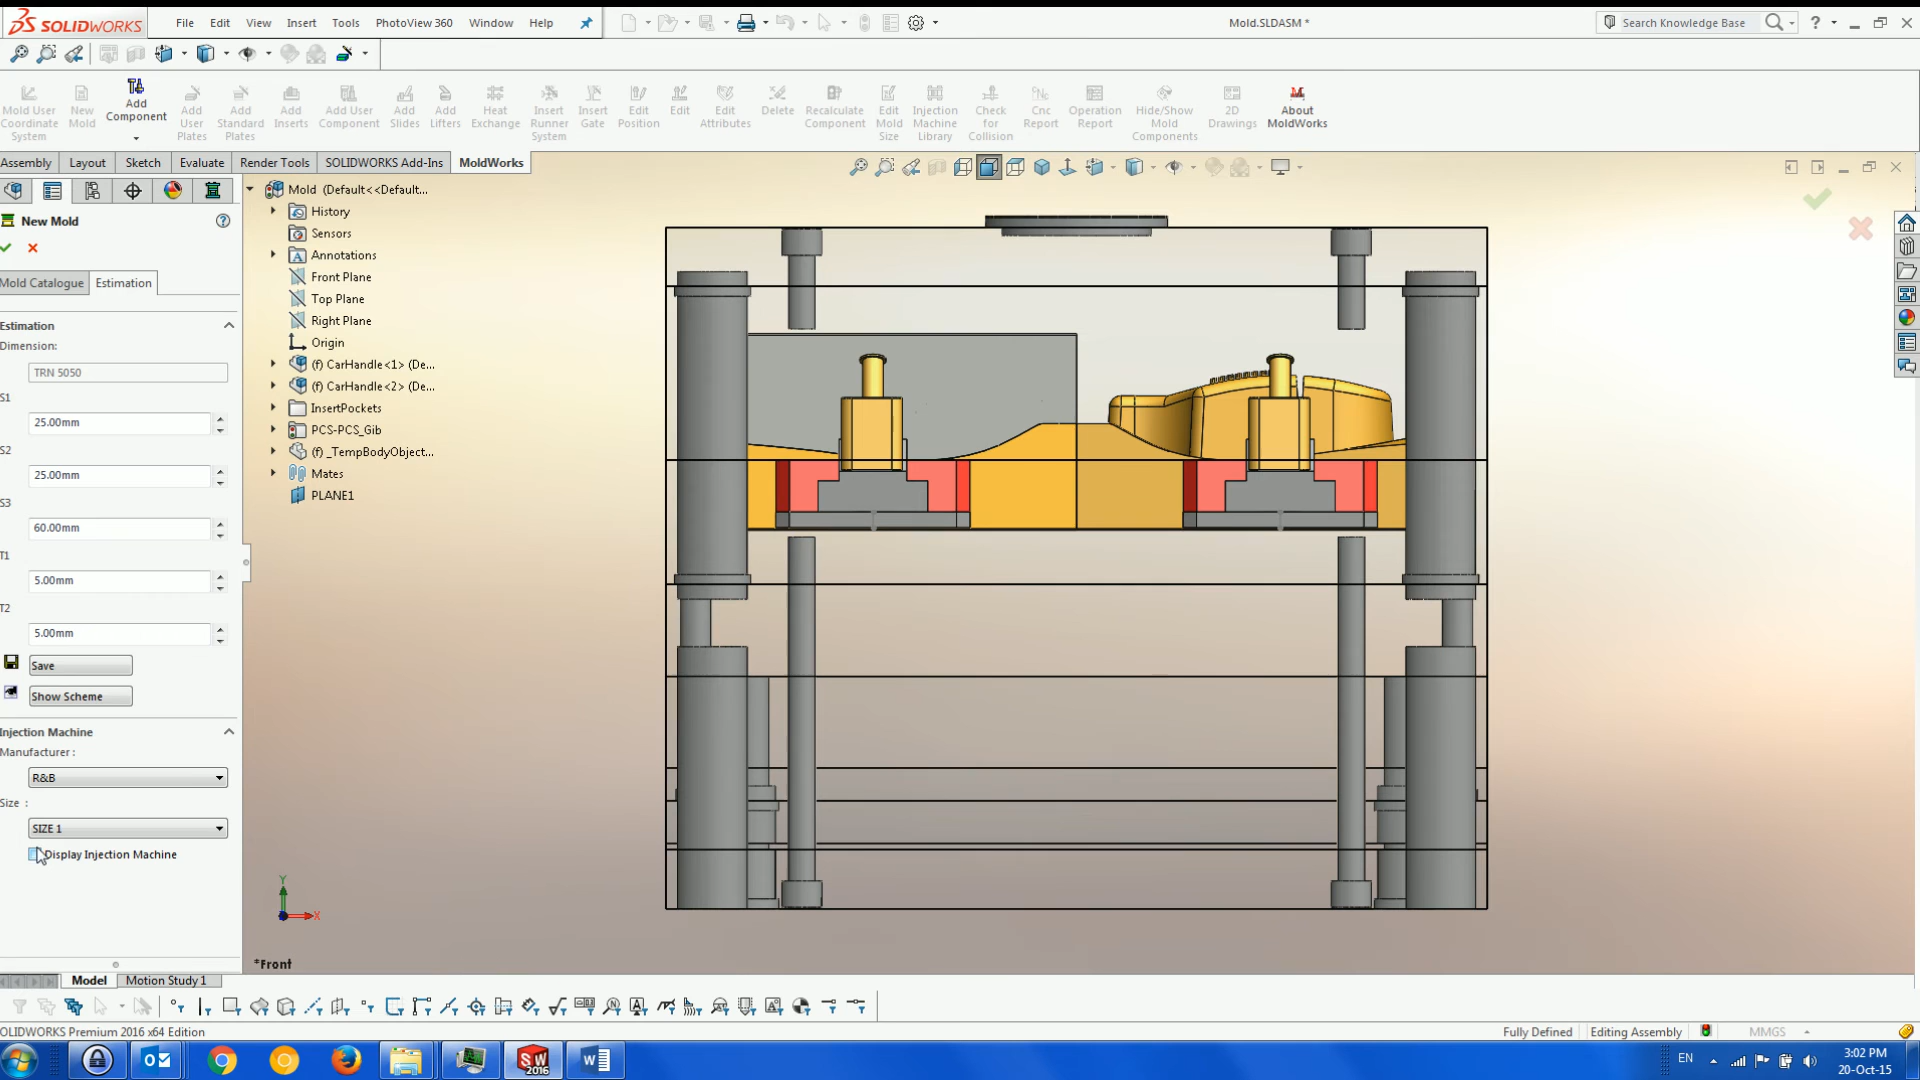 SOLIDWORKS File Edit View Insert Tools PhotoView 360 Window Help Mold.SLDASM * Search Knowledge Base
Mold User Coordinate System
New Mold
Add Component
Add User Plates
Add Standard Plates
Add Inserts
Add User Component
Add Slides
Add Lifters
Heat Exchange
Insert Runner System
Insert Gate
Edit Position
Edit
Edit Attributes
Delete
Recalculate Component
Edit Mold Size
Injection Machine Library
Check for Collision
Cnc Report
Operation Report
Hide/Show Mold Components
2D Drawings
About MoldWorks
Assembly Layout Sketch Evaluate Render Tools SOLIDWORKS Add-Ins MoldWorks
New Mold
Mold Catalogue Estimation
Estimation
Dimension:
TRN 5050
S1
25.00mm
S2
25.00mm
S3
60.00mm
T1
5.00mm
T2
5.00mm
Save
Show Scheme
Injection Machine
Manufacturer :
R&B
Size :
SIZE 1
Display Injection Machine
Mold (Default<<Default...
History
Sensors
Annotations
Front Plane
Top Plane
Right Plane
Origin
(f) CarHandle<1> (De...
(f) CarHandle<2> (De...
InsertPockets
PCS-PCS_Gib
(f) _TempBodyObject...
Mates
PLANE1
Y
X
*Front
Model Motion Study 1
SOLIDWORKS Premium 2016 x64 Edition Fully Defined Editing Assembly MMGS
SW 2016
EN
3:02 PM
20-Oct-15